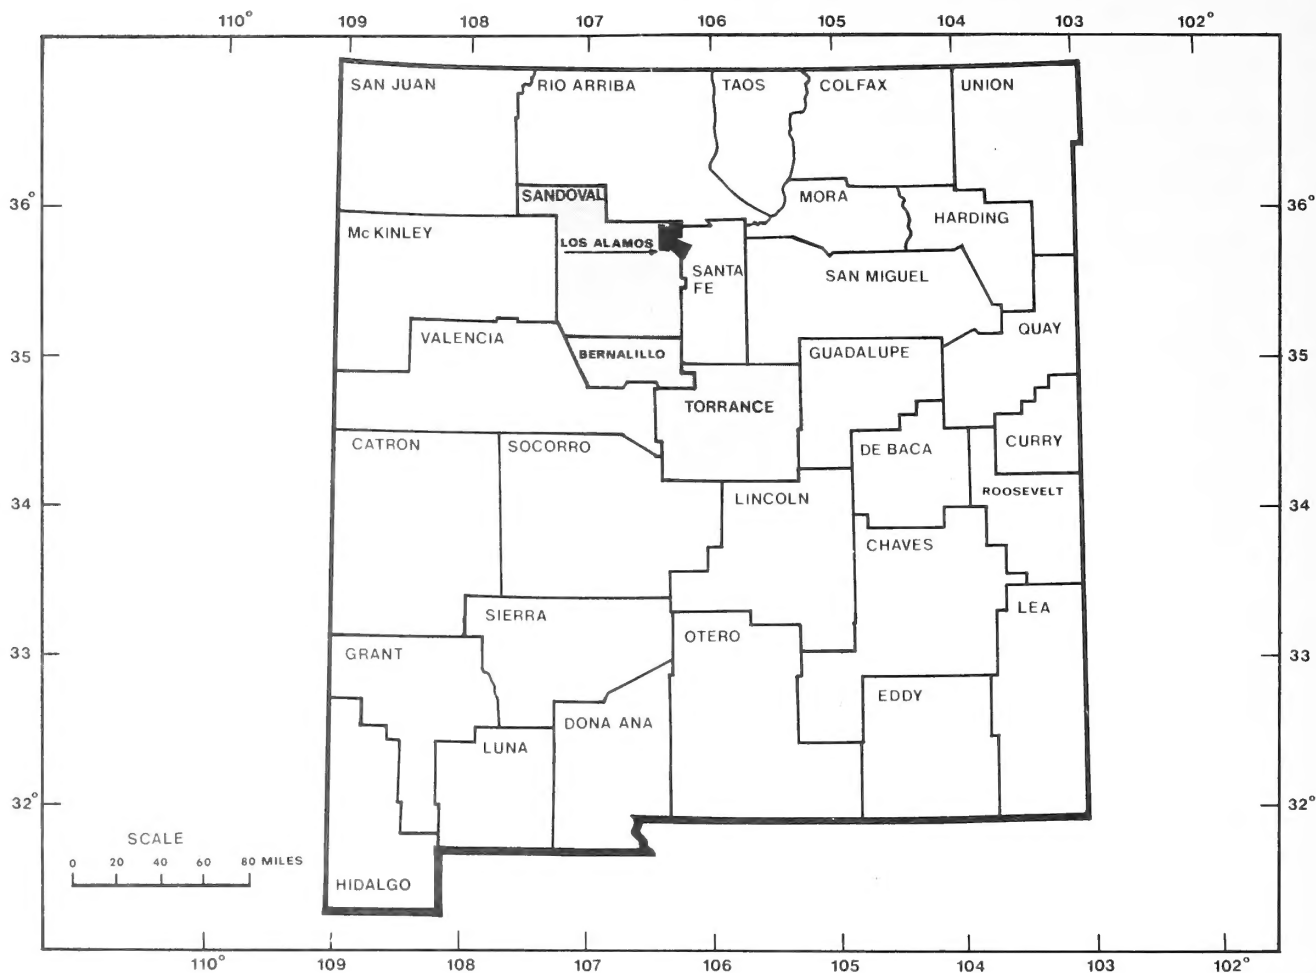 110° 109 108 107 106 105 104 103 102°
SAN JUAN RIO ARRIBA TAOS COLFAX UNION
SANDOVAL MORA
36° HARDING 36°
Mc KINLEY
LOS ALAMOS
SANTA FE
SAN MIGUEL
QUAY
VALENCIA
35 BERNALILLO GUADALUPE 35
TORRANCE
CATRON SOCORRO DE BACA CURRY
34 LINCOLN ROOSEVELT 34
CHAVES
SIERRA LEA
OTERO
33 GRANT 33
EDDY
DONA ANA
LUNA
32° 32°
SCALE
0 20 40 60 80 MILES
HIDALGO
110° 109 108 107 106 105 104 103 102°